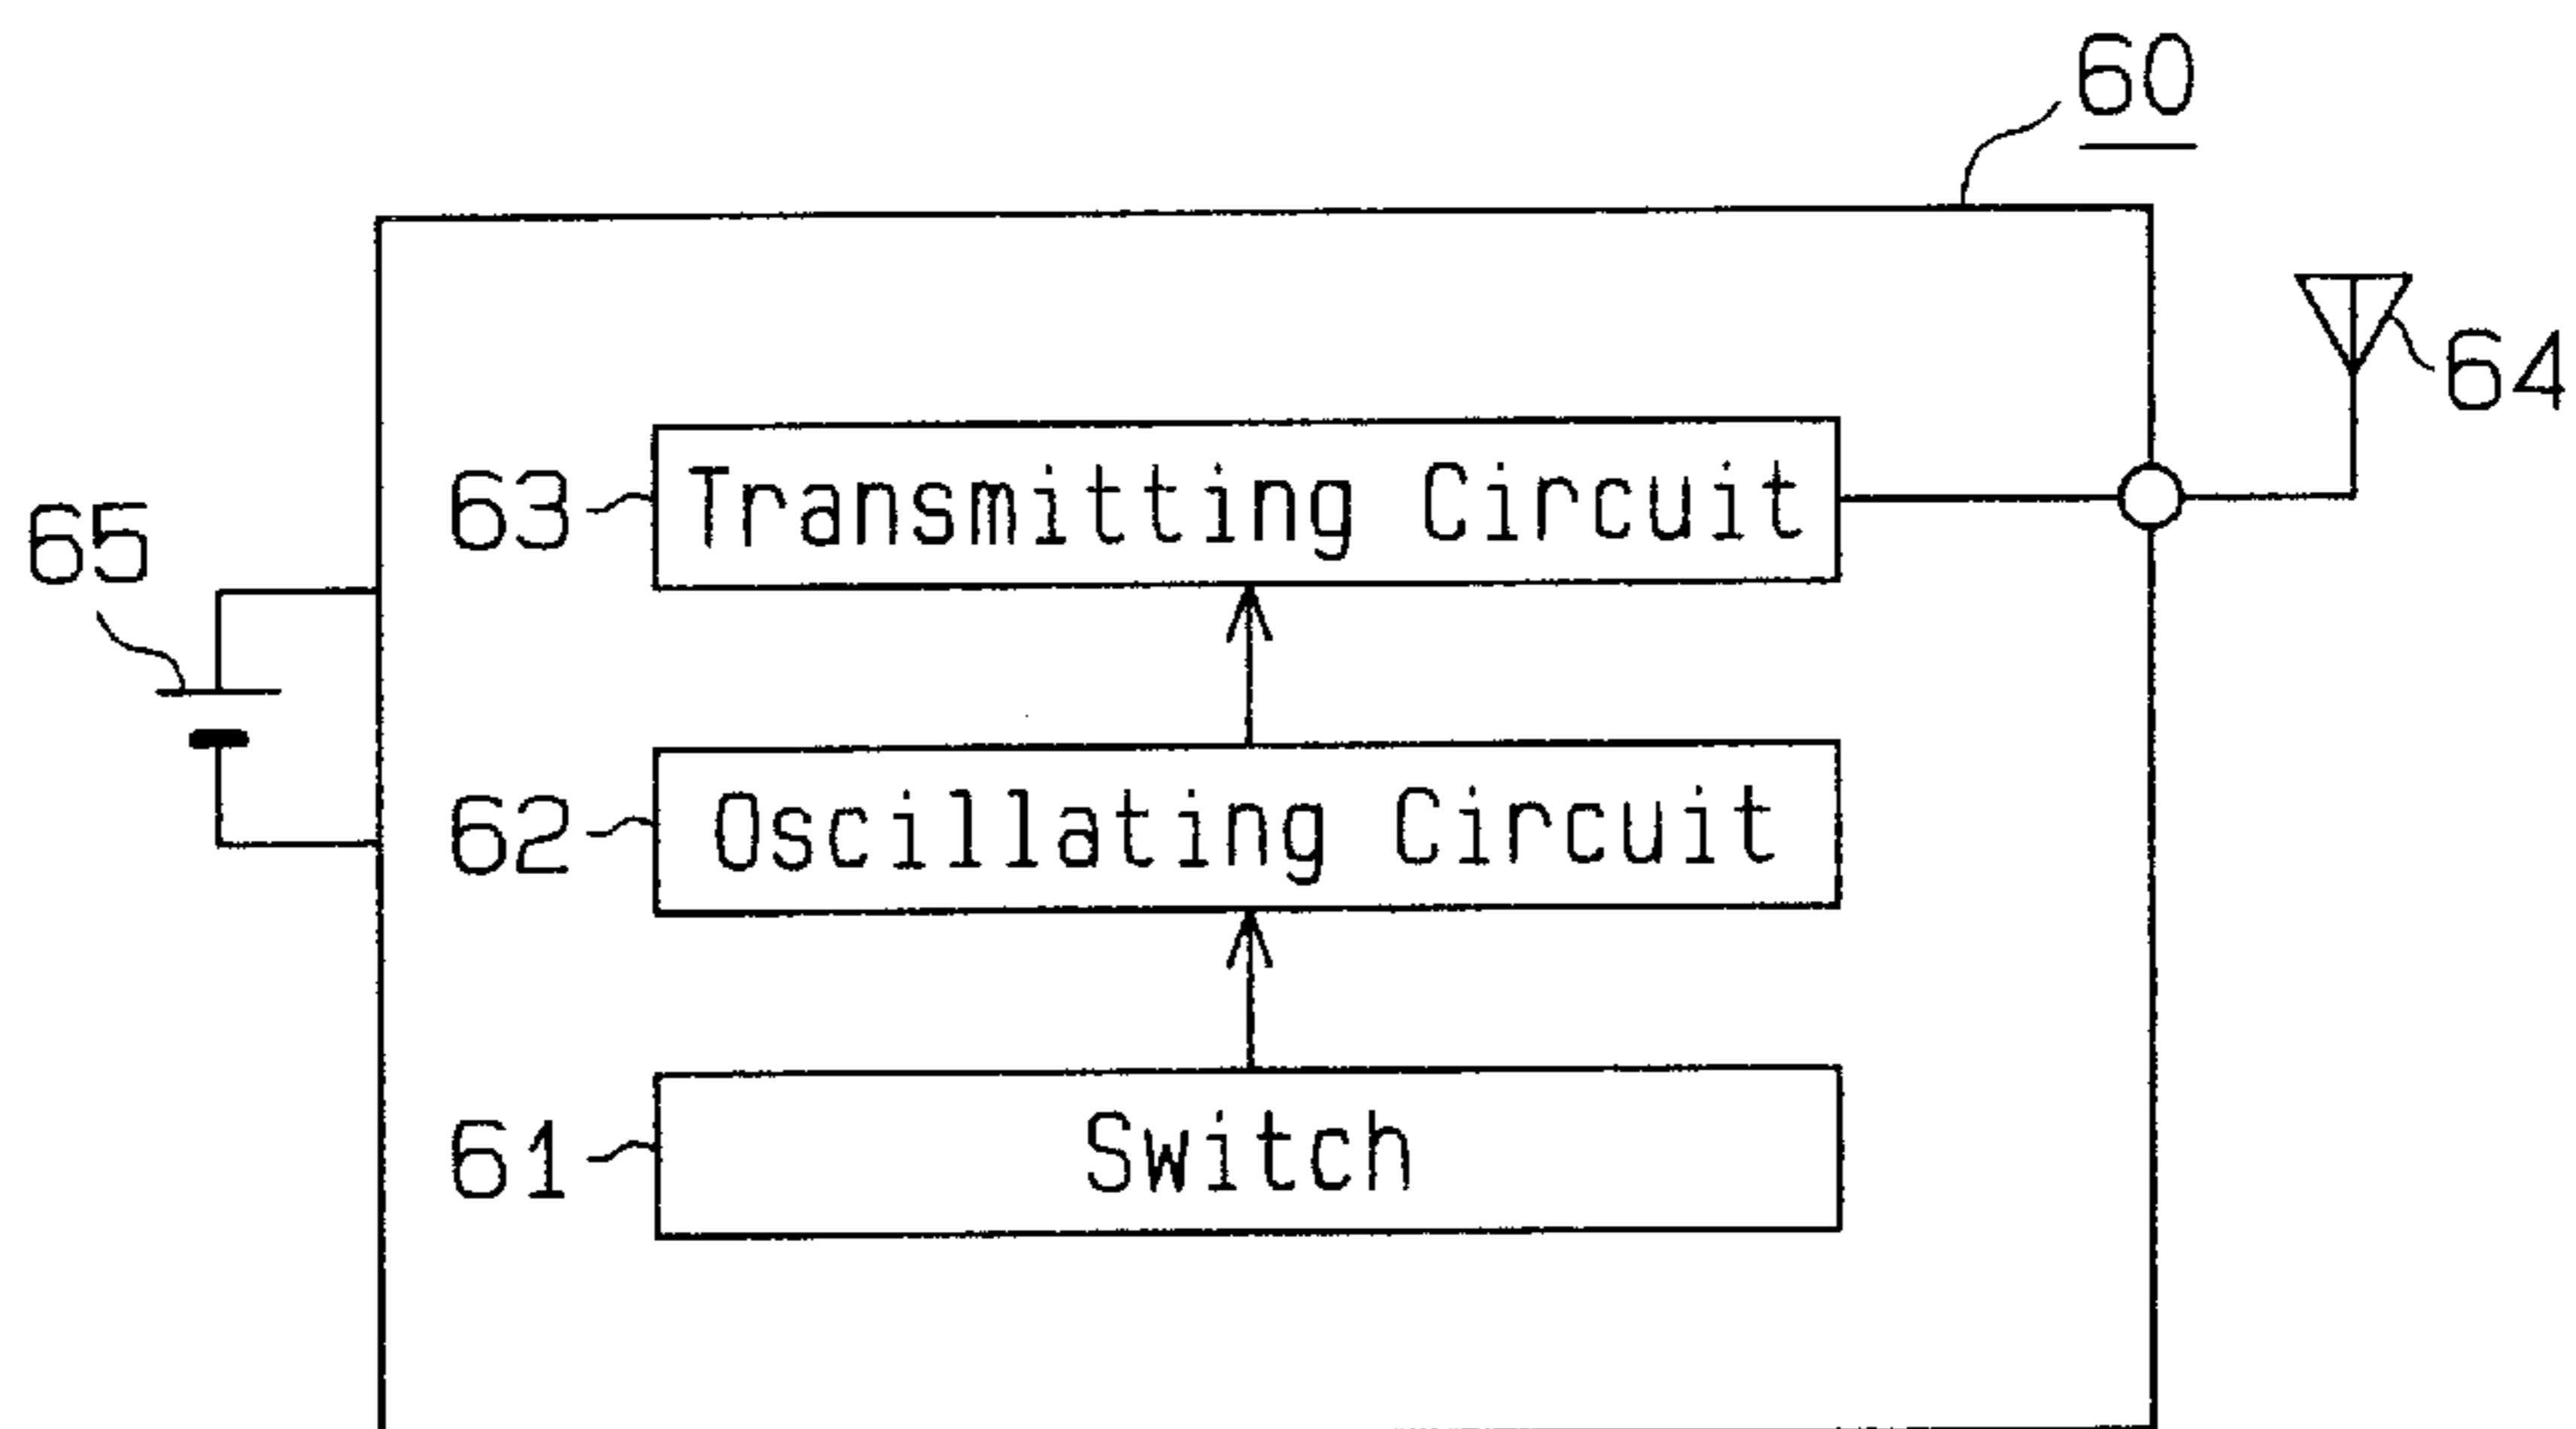 60
64
63 Transmitting Circuit
65
62 Oscillating Circuit
61 Switch